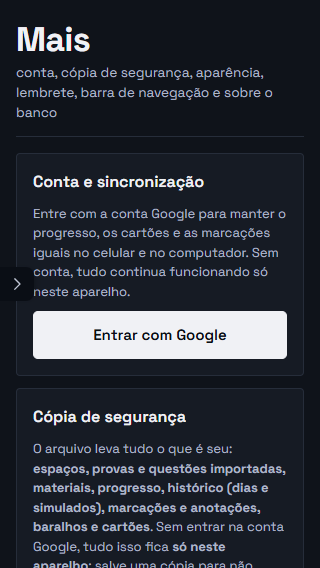 Mais
conta, cópia de segurança, aparência,
lembrete, barra de navegação e sobre o
banco
Conta e sincronização
Entre com a conta Google para manter o
progresso, os cartões e as marcações
iguais no celular e no computador. Sem
conta, tudo continua funcionando só
neste aparelho.
Entrar com Google
Cópia de segurança
O arquivo leva tudo o que é seu:
espaços, provas e questões importadas,
materiais, progresso, histórico (dias e
simulados), marcações e anotações,
baralhos e cartões. Sem entrar na conta
Google, tudo isso fica só neste
aparelho: salve uma cópia para não